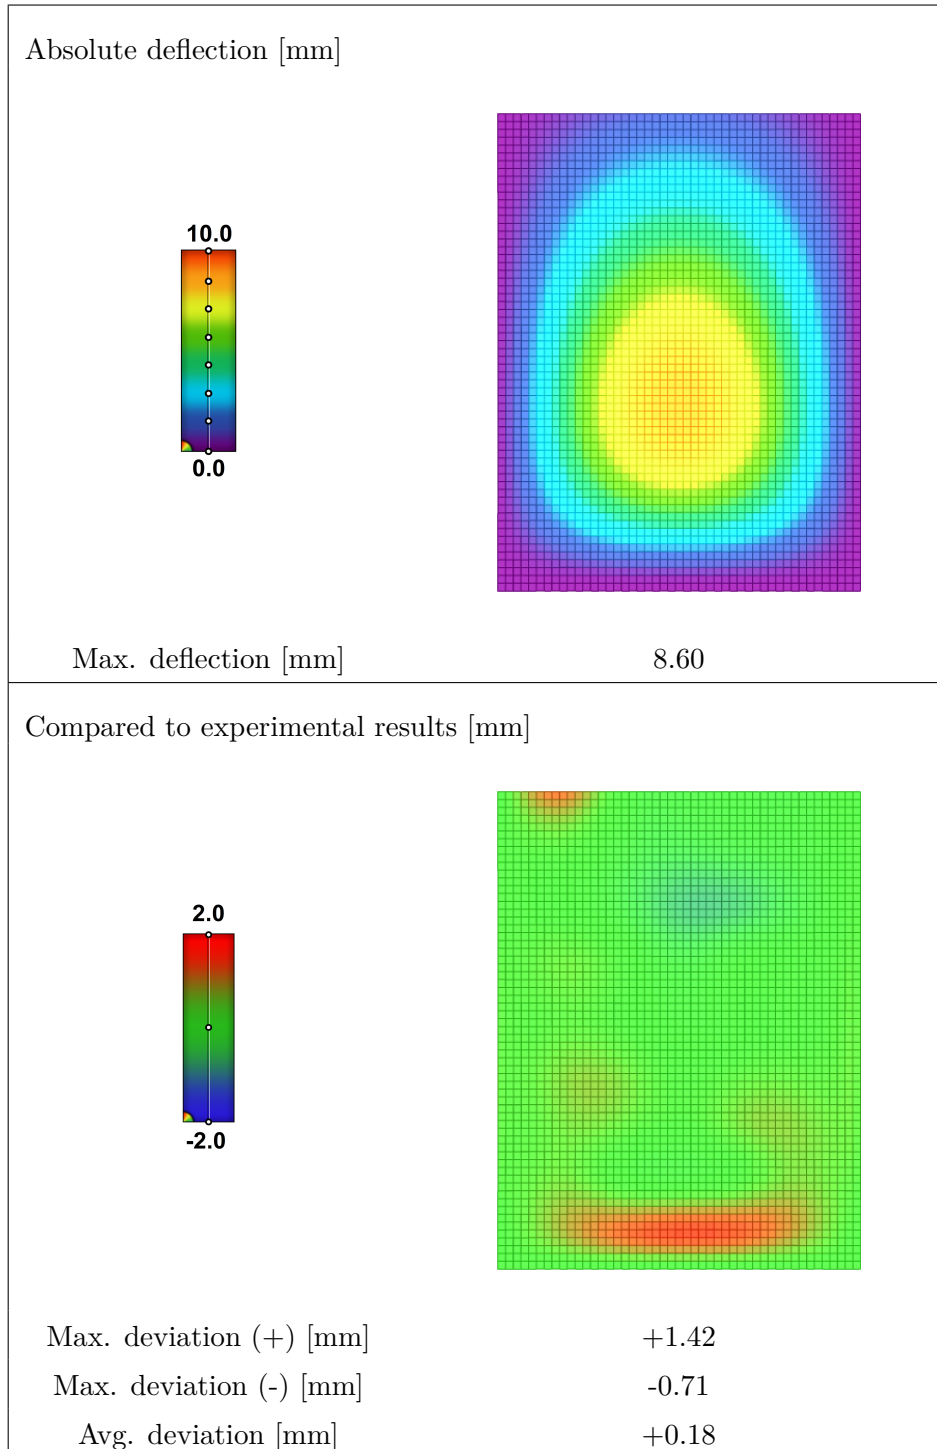 Absolute deflection [mm]
10.0
0.0
Max. deflection [mm] 8.60
Compared to experimental results [mm]
2.0
-2.0
Max. deviation (+) [mm] +1.42
Max. deviation (-) [mm] -0.71
Avg. deviation [mm] +0.18